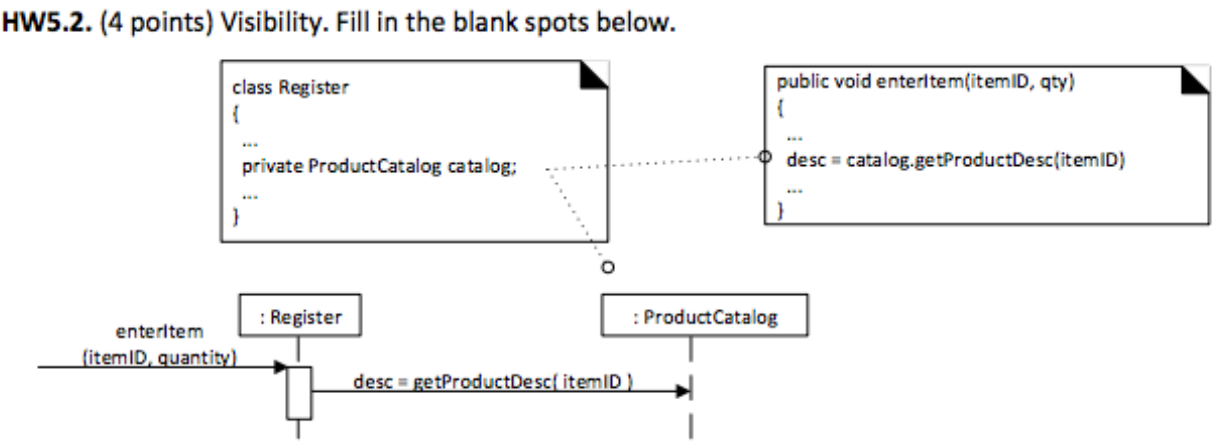 HW5.2. (4 points) Visibility. Fill in the blank spots below.
class Register
{
...
private ProductCatalog catalog;
...
}
public void enterItem(itemID, qty)
{
...
desc = catalog.getProductDesc(itemID)
...
}
: Register
: ProductCatalog
enterItem
(itemID, quantity)
desc = getProductDesc( itemID )